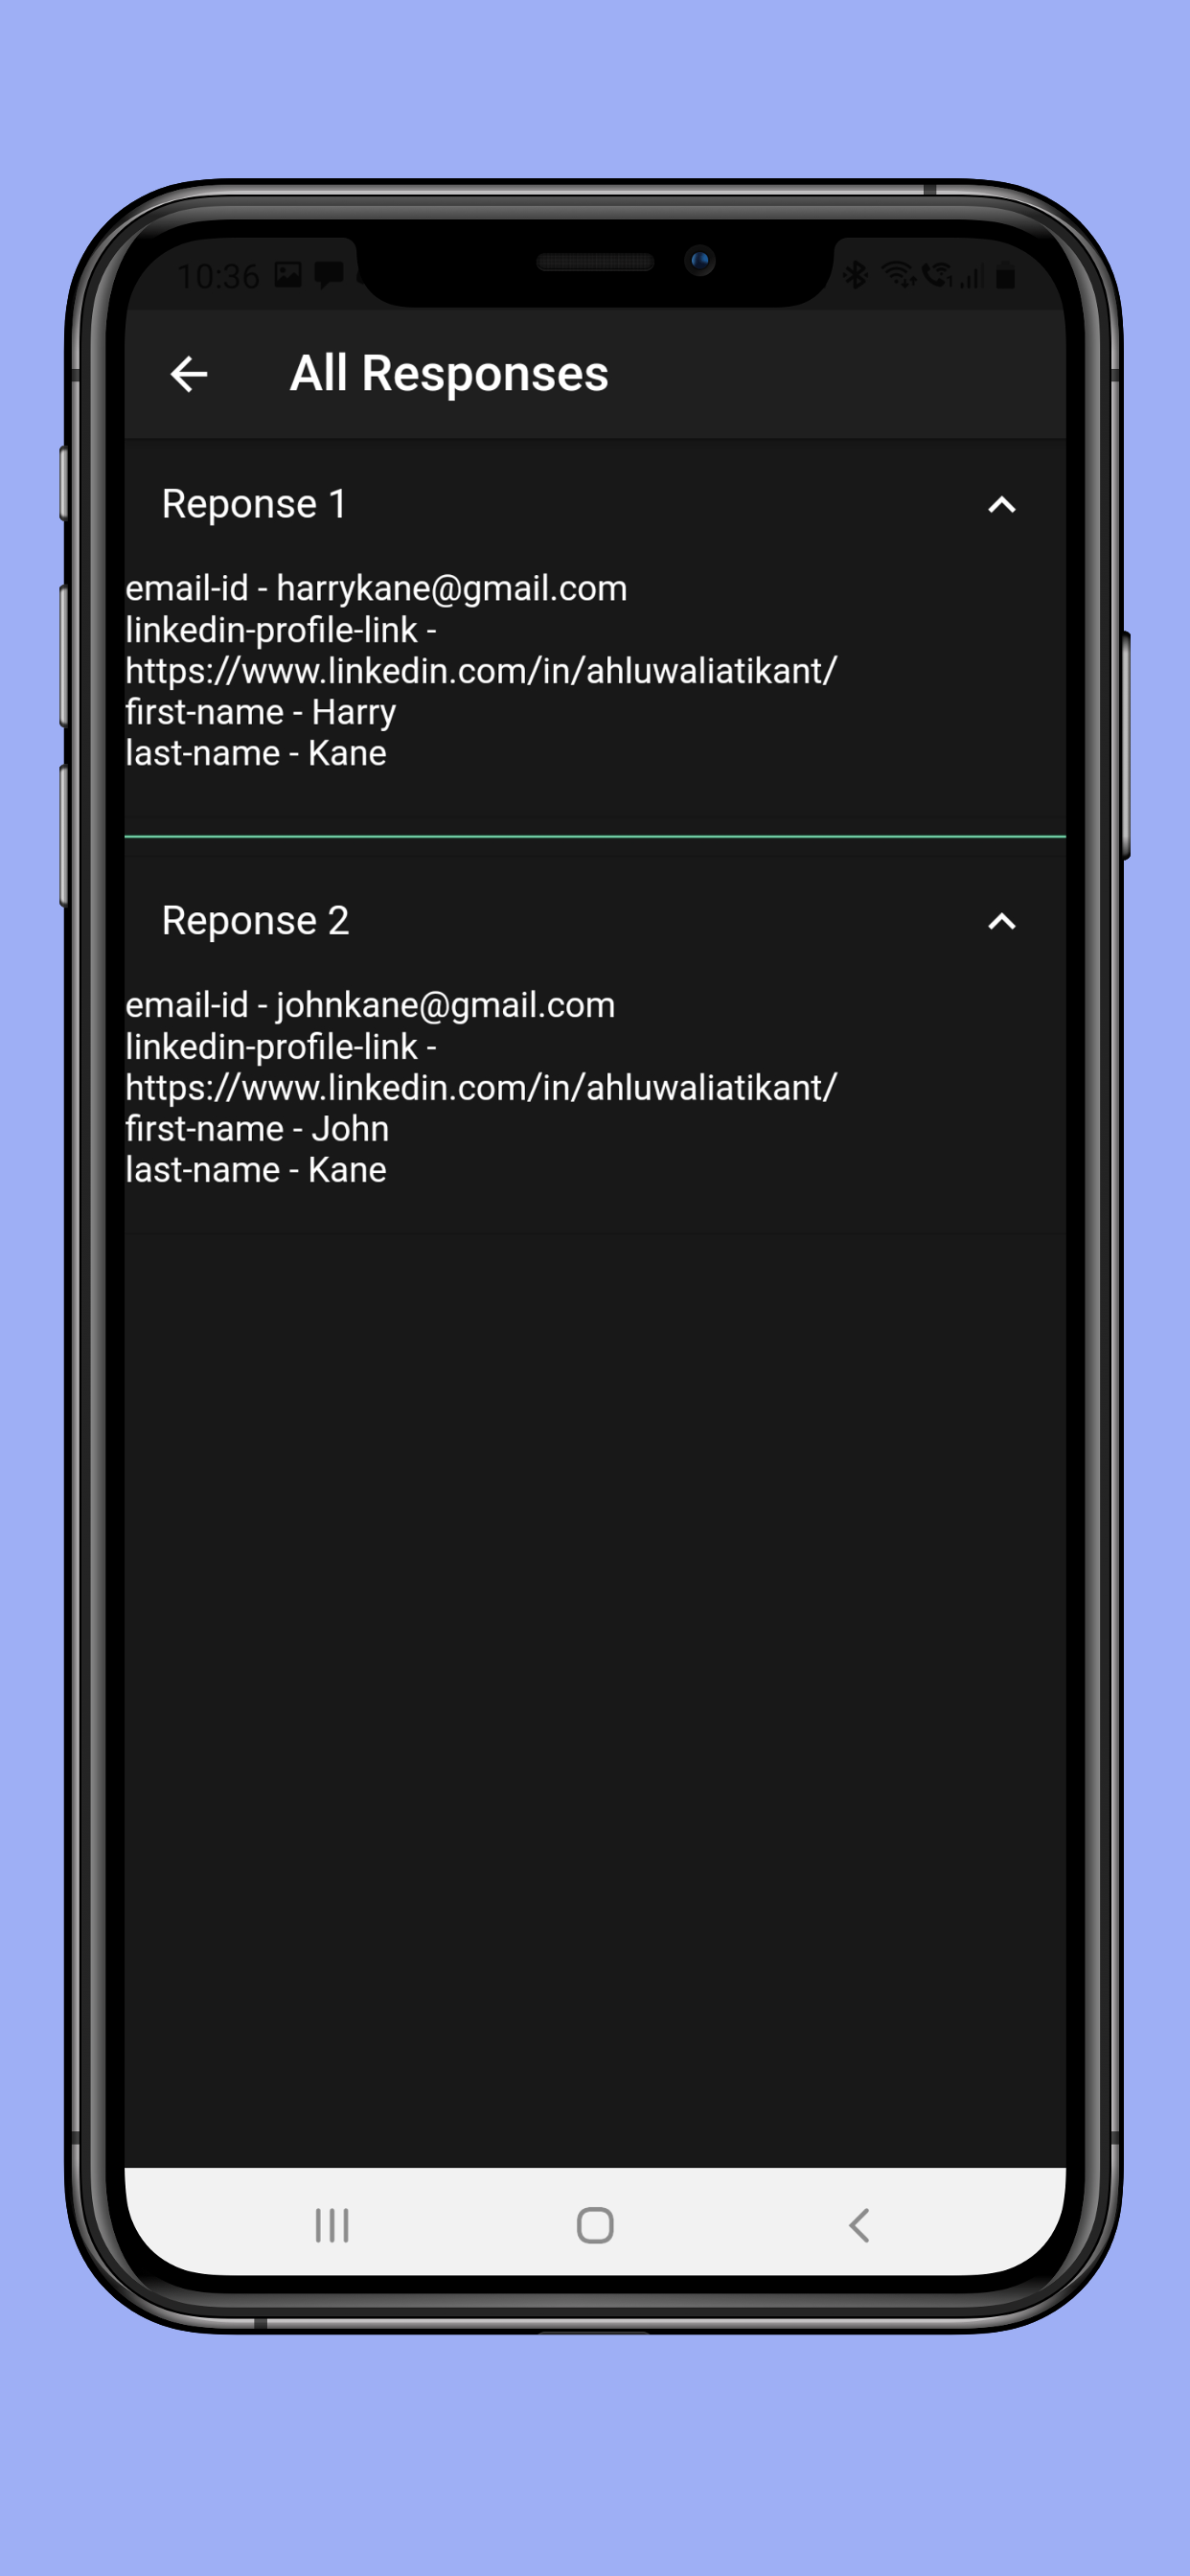 10:36
All Responses
Reponse 1
email-id - harrykane@gmail.com
linkedin-profile-link -
https://www.linkedin.com/in/ahluwaliatikant/
first-name - Harry
last-name - Kane
Reponse 2
email-id - johnkane@gmail.com
linkedin-profile-link -
https://www.linkedin.com/in/ahluwaliatikant/
first-name - John
last-name - Kane